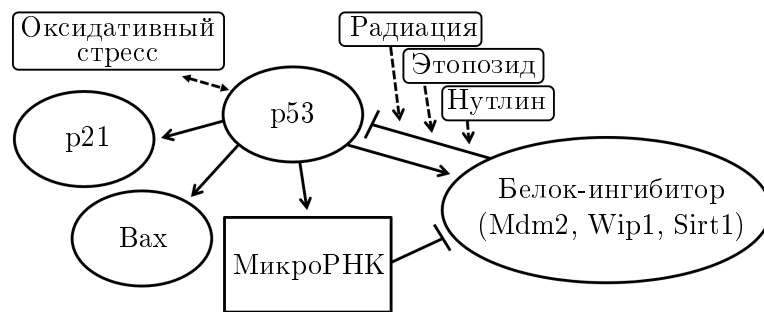 Оксидативный
стресс
Радиация
Этопозид
Нутлин
p53
p21
Bax
МикроРНК
Белок-ингибитор
(Mdm2, Wip1, Sirt1)